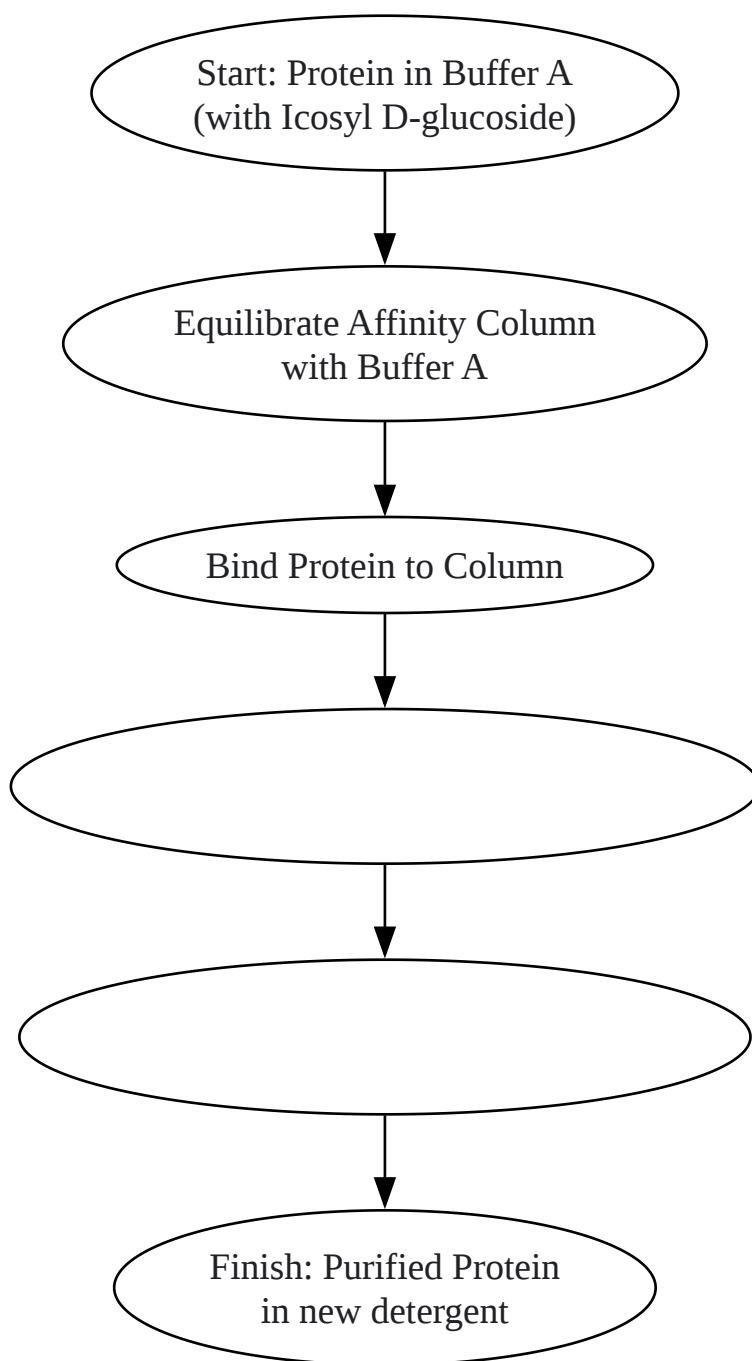 Start: Protein in Buffer A
(with Icosyl D-glucoside)
Equilibrate Affinity Column
with Buffer A
Bind Protein to Column
Finish: Purified Protein
in new detergent